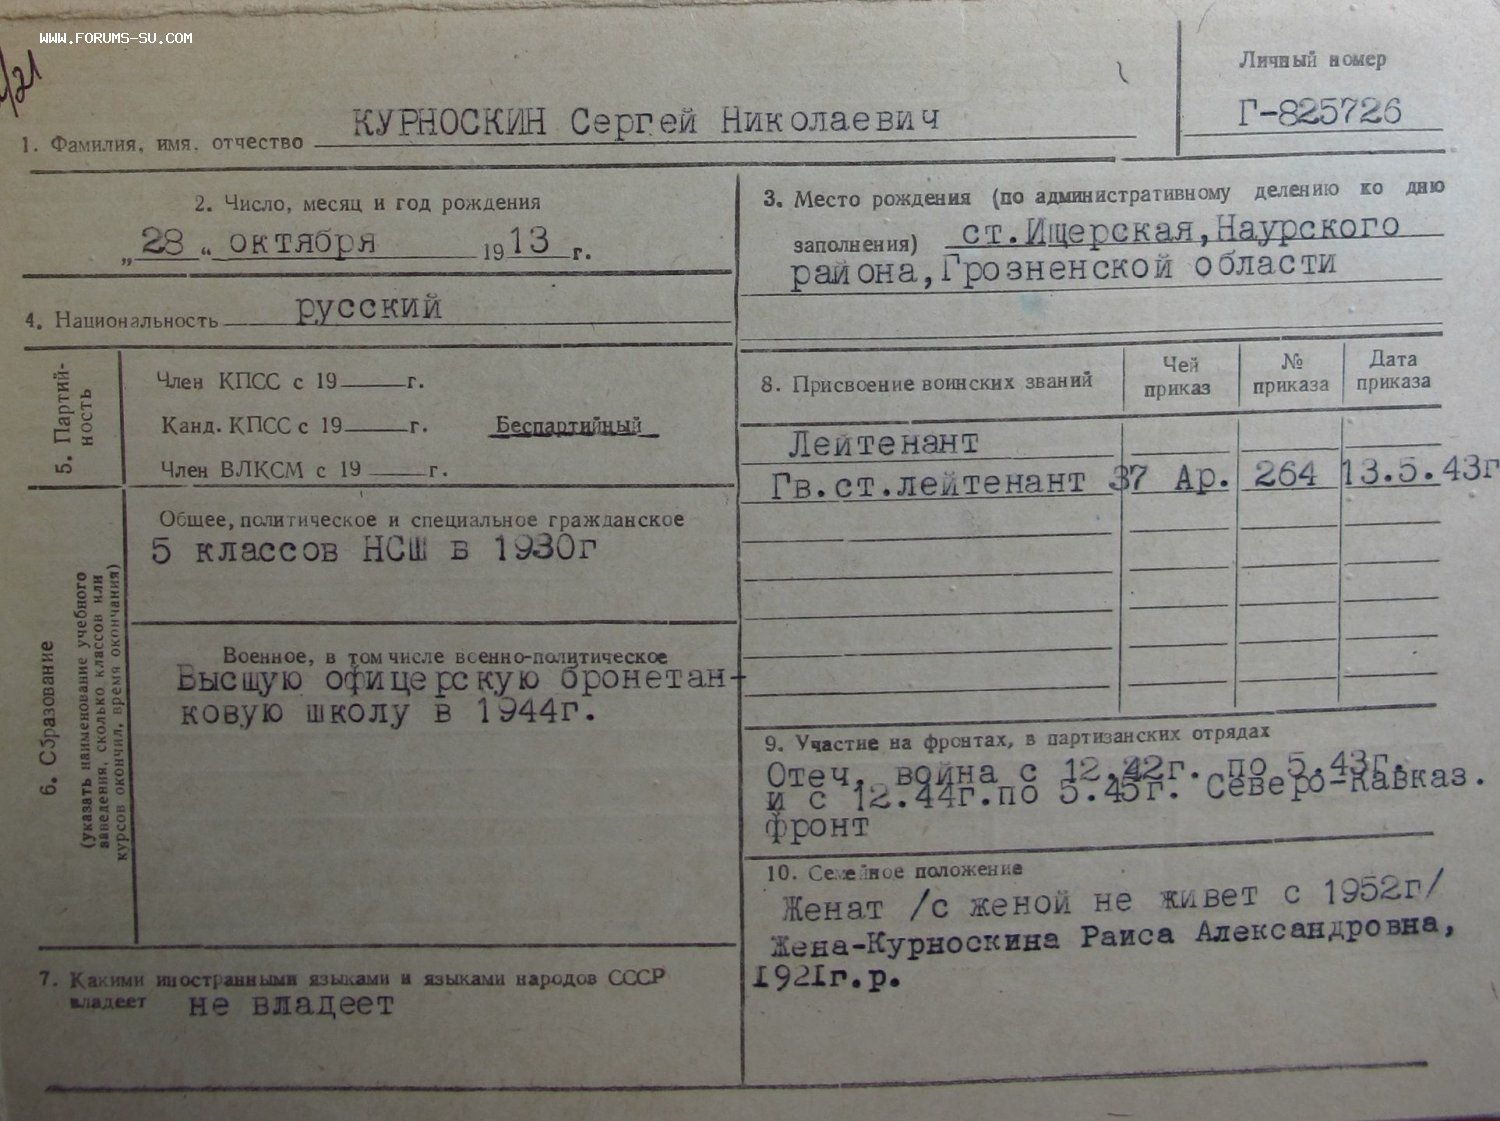 WWW.FORUMS-SU.COM
/21
Личный номер
Г-825726
1. Фамилия, имя, отчество КУРНОСКИН Сергей Николаевич
2. Число, месяц и год рождения
„28“ октября 1913 г.
3. Место рождения (по административному делению ко дню
заполнения) ст.Ищерская,Наурского
района,Грозненской области
4. Национальность русский
5. Партий-
ность
Член КПСС с 19 г.
Канд. КПСС с 19 г. Беспартийный
Член ВЛКСМ с 19 г.
6. Образование
(указать наименование учебного
заведения, сколько классов или
курсов окончил, время окончания)
Общее, политическое и специальное гражданское
5 классов НСШ в 1930г
Военное, в том числе военно-политическое
Высшую офицерскую бронетан-
ковую школу в 1944г.
7. Какими иностранными языками и языками народов СССР
владеет не владеет
8. Присвоение воинских званий Чей приказ № приказа Дата приказа
Лейтенант
Гв.ст.лейтенант 37 Ар. 264 13.5.43г
9. Участие на фронтах, в партизанских отрядах
Отеч. война с 12.42г. по 5.43г.
и с 12.44г.по 5.45г. Северо-Кавказ.
фронт
10. Семейное положение
Женат /с женой не живет с 1952г/
Жена-Курноскина Раиса Александровна,
1921г.р.